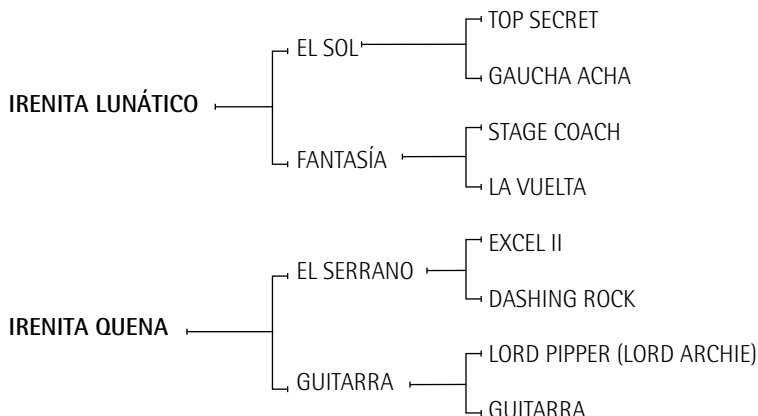 TOP SECRET
EL SOL
GAUCHA ACHA
IRENITA LUNÁTICO
STAGE COACH
FANTASÍA
LA VUELTA
EXCEL II
EL SERRANO
DASHING ROCK
IRENITA QUENA
LORD PIPPER (LORD ARCHIE)
GUITARRA
GUITARRA